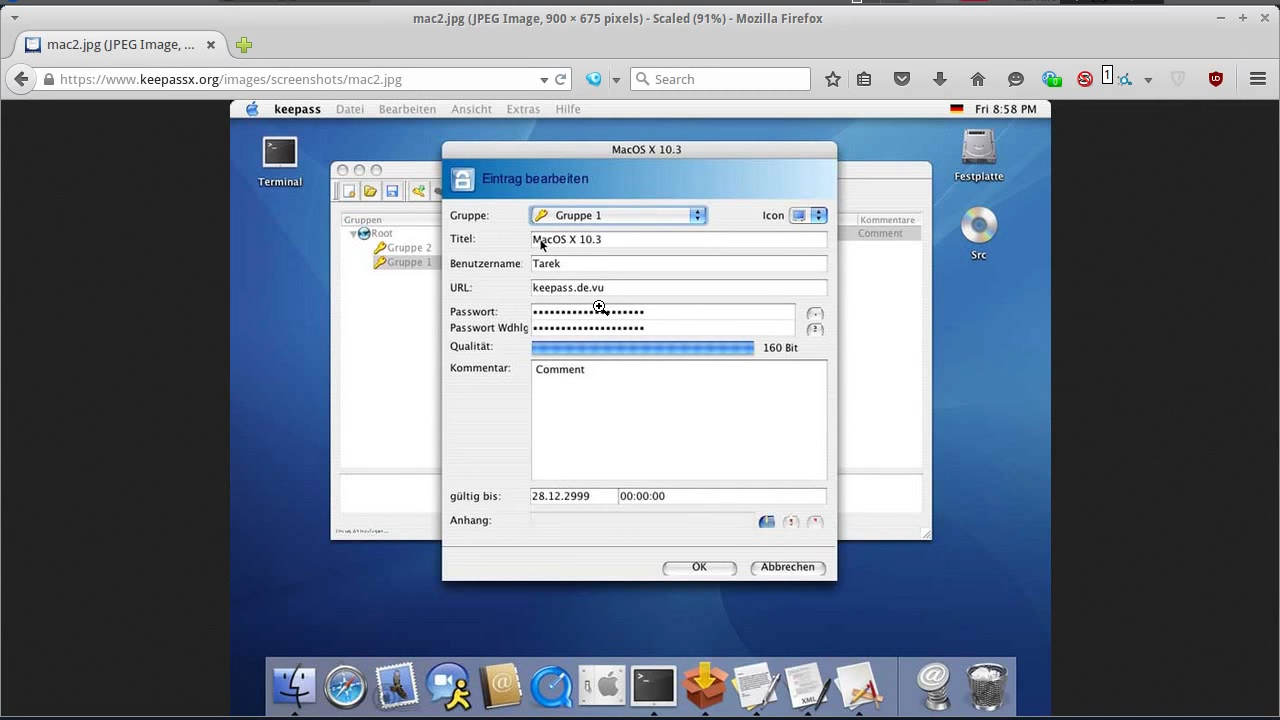 mac2.jpg (JPEG Image, 900 × 675 pixels) - Scaled (91%) - Mozilla Firefox
mac2.jpg (JPEG Image, ...
https://www.keepassx.org/images/screenshots/mac2.jpg
Search
0
1
keepass Datei Bearbeiten Ansicht Extras Hilfe
Fri 8:58 PM
Terminal
Festplatte
Src
MacOS X 10.3
Eintrag bearbeiten
Gruppen
Kommentare
Root
Comment
Gruppe 2
Gruppe 1
Gruppe: Gruppe 1 Icon
Titel: MacOS X 10.3
Benutzername: Tarek
URL: keepass.de.vu
Passwort:
Passwort Wdhlg
Qualität: 160 Bit
Kommentar: Comment
gültig bis: 28.12.2999 00:00:00
Anhang:
OK Abbrechen
XML